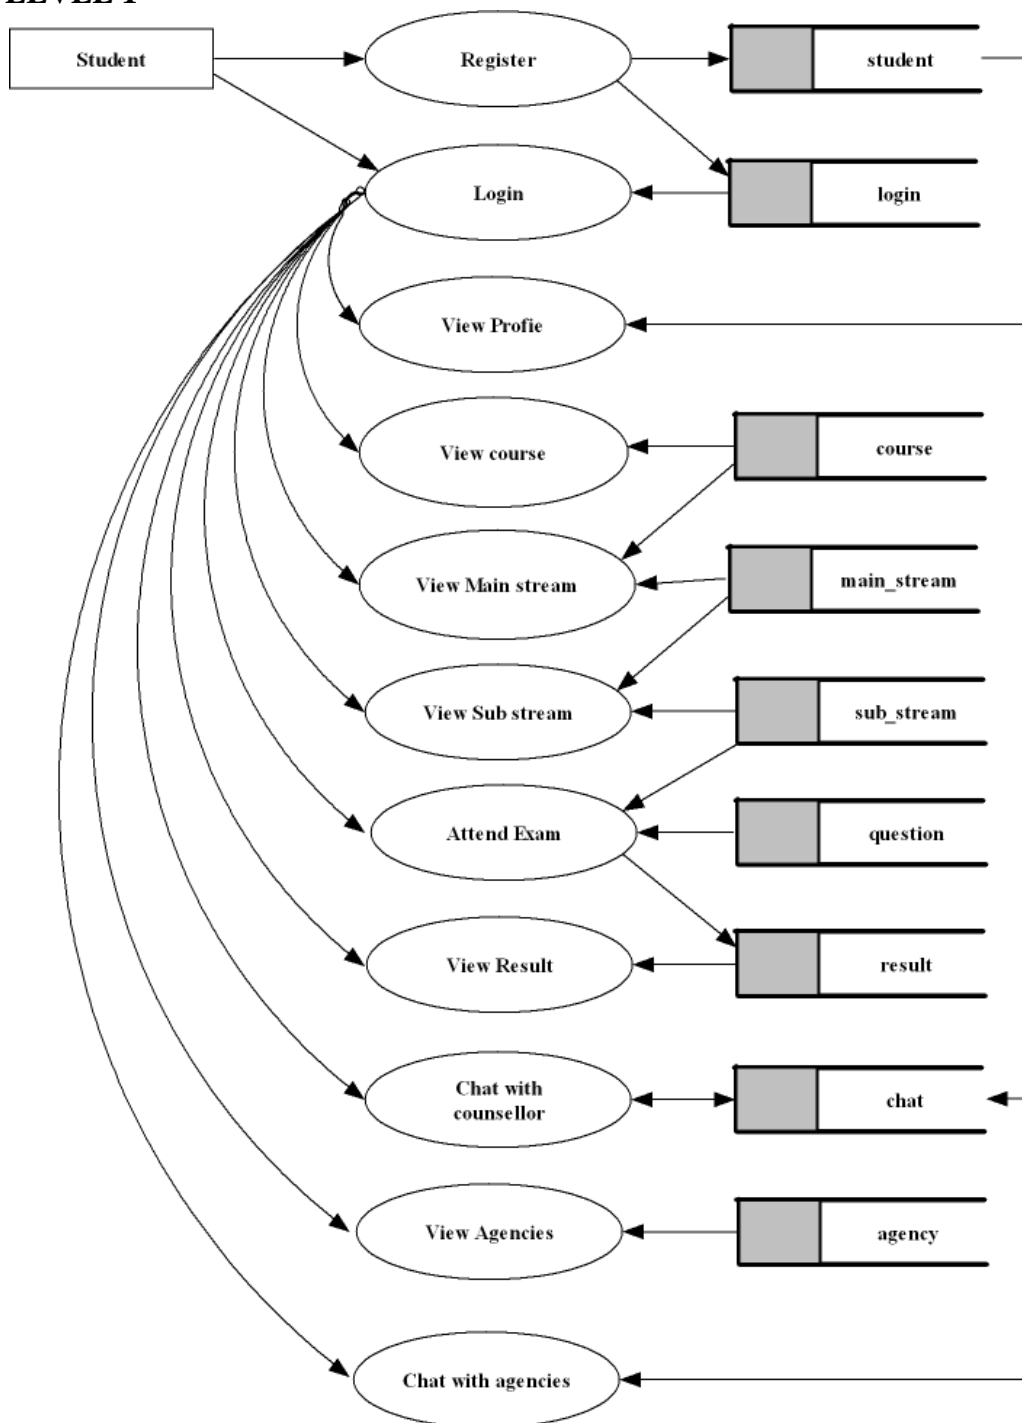 Student
Register
student
Login
login
View Profie
View course
course
View Main stream
main_stream
View Sub stream
sub_stream
Attend Exam
question
View Result
result
Chat with
counsellor
chat
View Agencies
agency
Chat with agencies